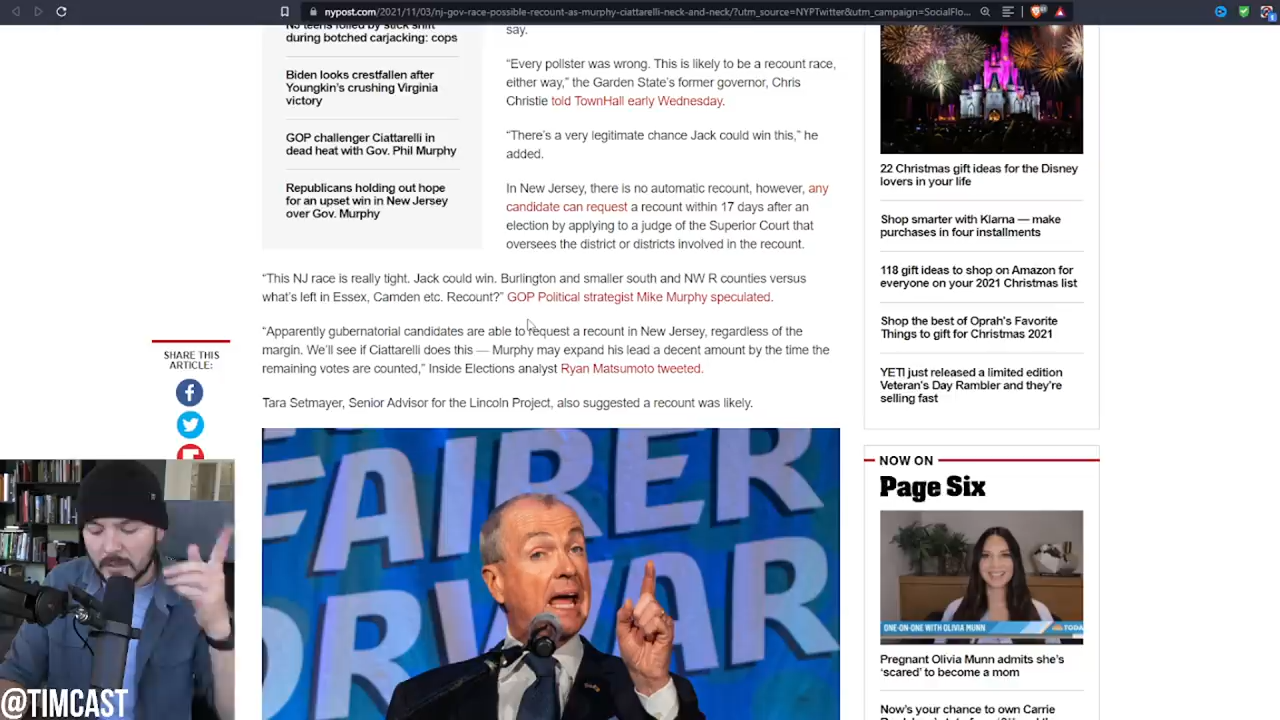 nypost.com/2021/11/03/nj-gov-race-possible-recount-as-murphy-ciattarelli-neck-and-neck/?utm_source=NYPTwitter&utm_campaign=SocialFlo...
NJ teens foiled by stick shift
during botched carjacking: cops
Biden looks crestfallen after
Youngkin's crushing Virginia
victory
GOP challenger Ciattarelli in
dead heat with Gov. Phil Murphy
Republicans holding out hope
for an upset win in New Jersey
over Gov. Murphy
say.
“Every pollster was wrong. This is likely to be a recount race,
either way,” the Garden State’s former governor, Chris
Christie told TownHall early Wednesday.
“There’s a very legitimate chance Jack could win this,” he
added.
In New Jersey, there is no automatic recount, however, any
candidate can request a recount within 17 days after an
election by applying to a judge of the Superior Court that
oversees the district or districts involved in the recount.
“This NJ race is really tight. Jack could win. Burlington and smaller south and NW R counties versus
what’s left in Essex, Camden etc. Recount?” GOP Political strategist Mike Murphy speculated.
“Apparently gubernatorial candidates are able to request a recount in New Jersey, regardless of the
margin. We’ll see if Ciattarelli does this — Murphy may expand his lead a decent amount by the time the
remaining votes are counted,” Inside Elections analyst Ryan Matsumoto tweeted.
Tara Setmayer, Senior Advisor for the Lincoln Project, also suggested a recount was likely.
SHARE THIS
ARTICLE:
FAIRER
ORWAR
@TIMCAST
22 Christmas gift ideas for the Disney
lovers in your life
Shop smarter with Klarna — make
purchases in four installments
118 gift ideas to shop on Amazon for
everyone on your 2021 Christmas list
Shop the best of Oprah's Favorite
Things to gift for Christmas 2021
YETI just released a limited edition
Veteran's Day Rambler and they're
selling fast
NOW ON
Page Six
ONE-ON-ONE WITH OLIVIA MUNN
TODA
Pregnant Olivia Munn admits she's
‘scared’ to become a mom
Now's your chance to own Carrie